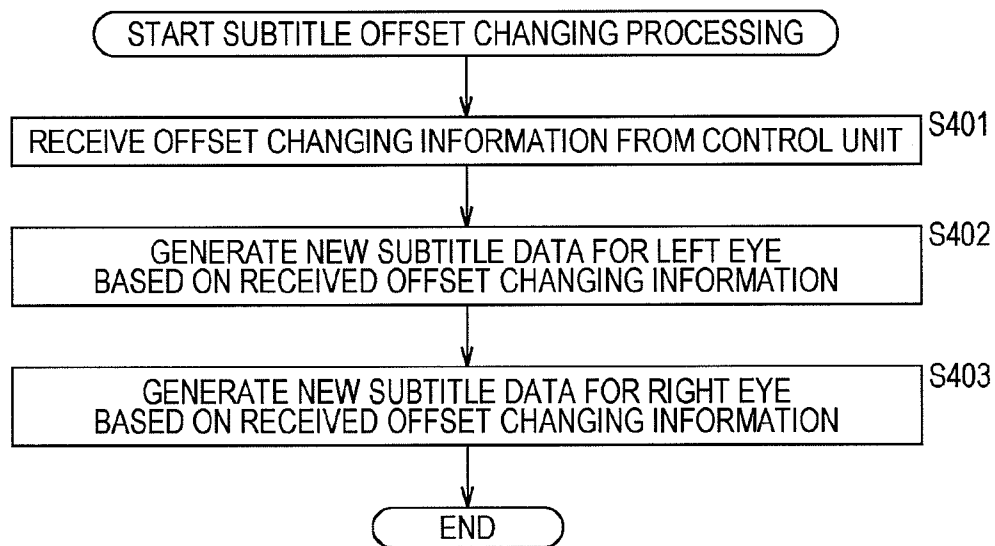 START SUBTITLE OFFSET CHANGING PROCESSING
RECEIVE OFFSET CHANGING INFORMATION FROM CONTROL UNIT
S401
GENERATE NEW SUBTITLE DATA FOR LEFT EYE
BASED ON RECEIVED OFFSET CHANGING INFORMATION
S402
GENERATE NEW SUBTITLE DATA FOR RIGHT EYE
BASED ON RECEIVED OFFSET CHANGING INFORMATION
S403
END